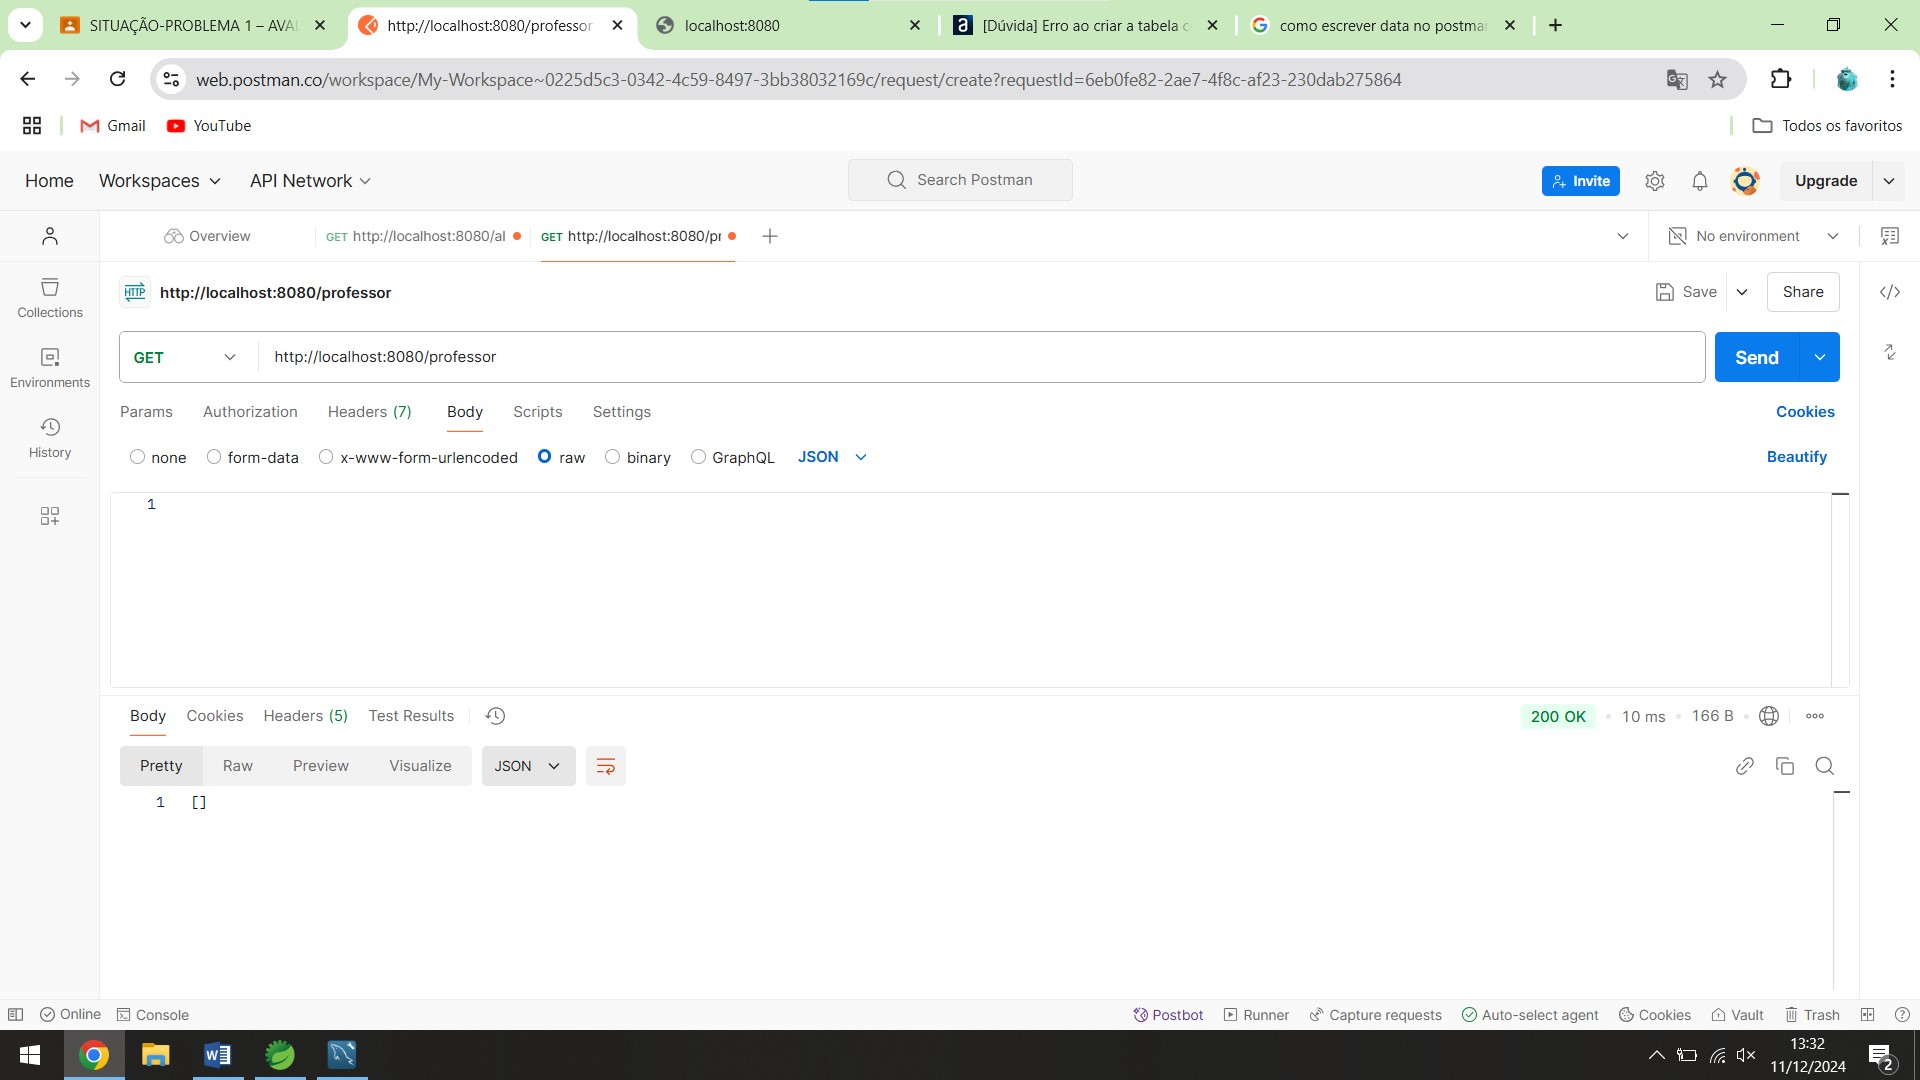 SITUAÇÃO-PROBLEMA 1 – AVAL
http://localhost:8080/professor
localhost:8080
[Dúvida] Erro ao criar a tabela c
como escrever data no postman
web.postman.co/workspace/My-Workspace~0225d5c3-0342-4c59-8497-3bb38032169c/request/create?requestId=6eb0fe82-2ae7-4f8c-af23-230dab275864
Gmail
YouTube
Todos os favoritos
Home
Workspaces
API Network
Search Postman
Invite
Upgrade
Overview
GET http://localhost:8080/al
GET http://localhost:8080/pr
No environment
HTTP http://localhost:8080/professor
Save
Share
GET http://localhost:8080/professor
Send
Collections
Environments
History
Params
Authorization
Headers (7)
Body
Scripts
Settings
Cookies
none
form-data
x-www-form-urlencoded
raw
binary
GraphQL
JSON
Beautify
1
Body
Cookies
Headers (5)
Test Results
200 OK
10 ms
166 B
Pretty
Raw
Preview
Visualize
JSON
1 []
Online
Console
Postbot
Runner
Capture requests
Auto-select agent
Cookies
Vault
Trash
13:32
11/12/2024
2